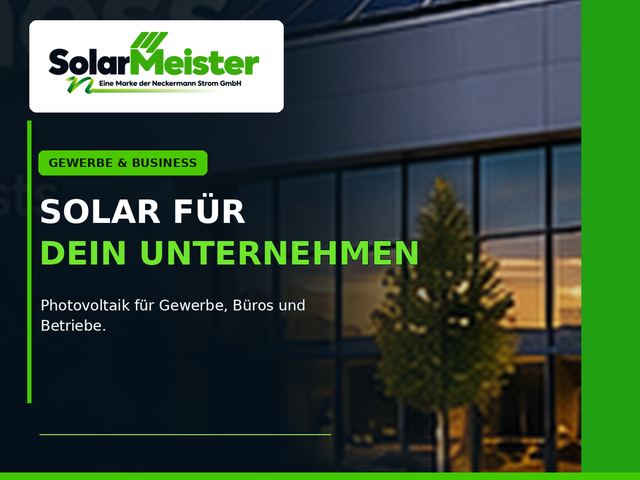 SolarMeister
Eine Marke der Neckermann Strom GmbH
GEWERBE & BUSINESS
SOLAR FÜR
DEIN UNTERNEHMEN
Photovoltaik für Gewerbe, Büros und
Betriebe.